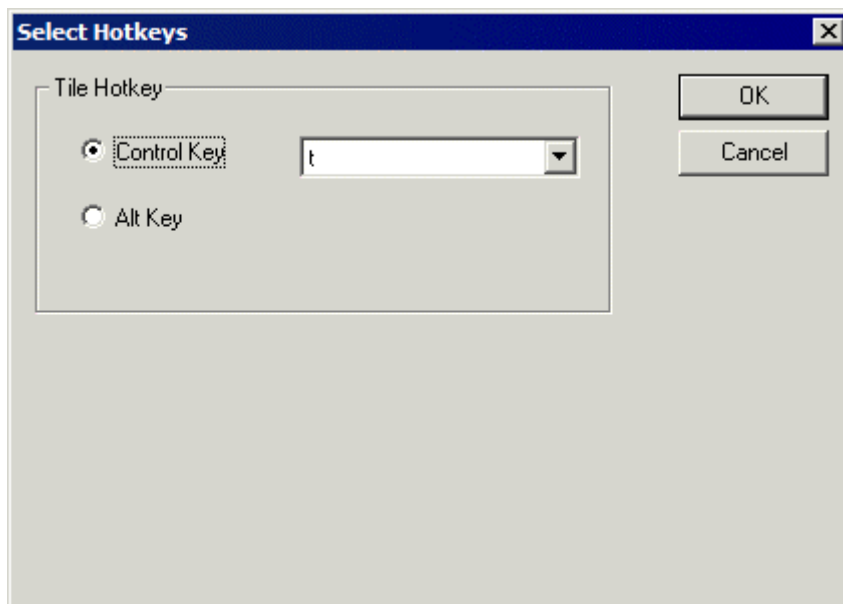 Select Hotkeys
Tile Hotkey
Control Key
t
Alt Key
OK
Cancel